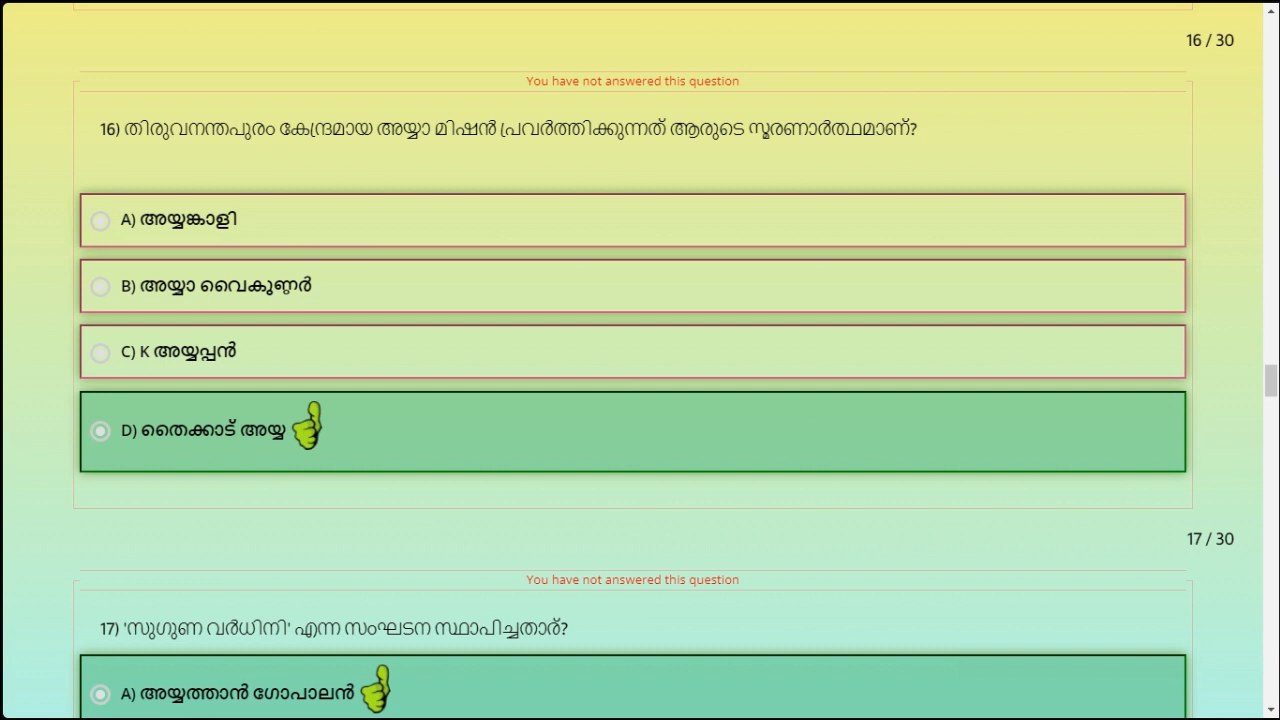 16 / 30
You have not answered this question
16) തിരുവനന്തപുരം കേന്ദ്രമായ അയ്യാ മിഷൻ പ്രവർത്തിക്കുന്നത് ആരുടെ സ്മരണാർത്ഥമാണ്?
A) അയ്യങ്കാളി
B) അയ്യാ വൈകുണ്ഠർ
C) K അയ്യപ്പൻ
D) തൈക്കാട് അയ്യ
17 / 30
You have not answered this question
17) 'സുഗുണ വർധിനി' എന്ന സംഘടന സ്ഥാപിച്ചതാര്?
A) അയ്യത്താൻ ഗോപാലൻ